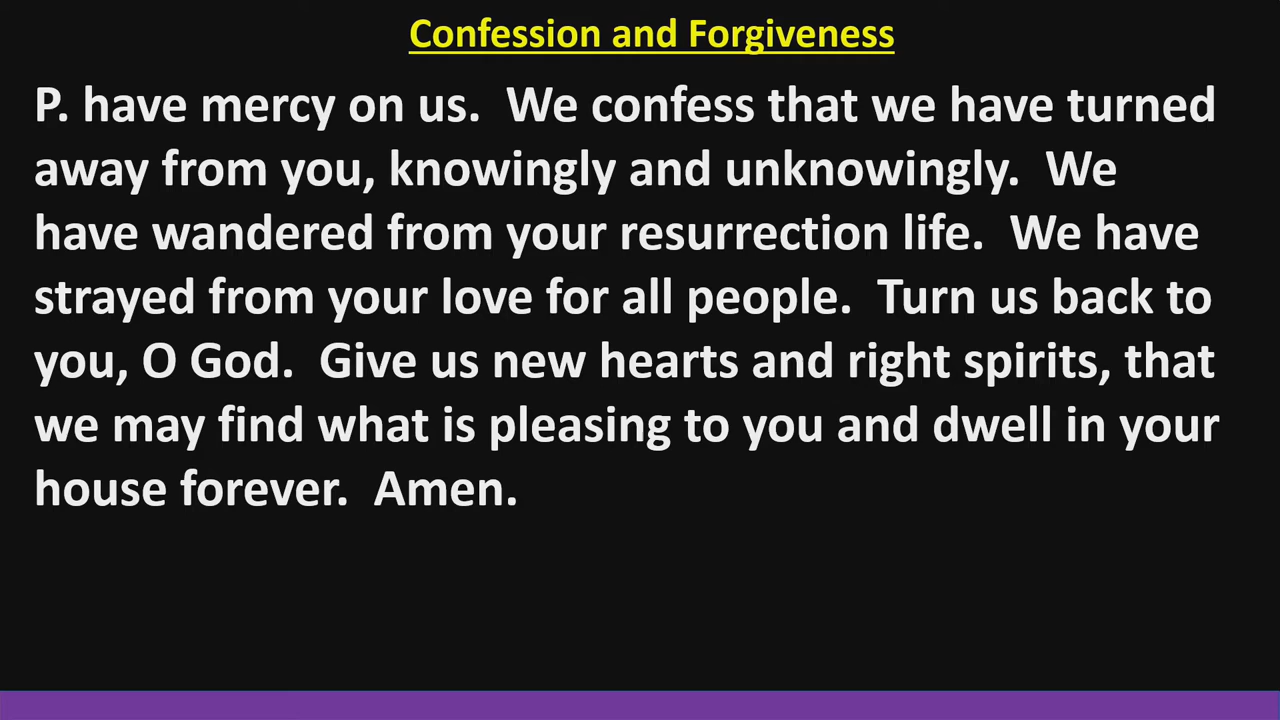 Confession and Forgiveness
P. have mercy on us.  We confess that we have turned
away from you, knowingly and unknowingly.  We
have wandered from your resurrection life.  We have
strayed from your love for all people.  Turn us back to
you, O God.  Give us new hearts and right spirits, that
we may find what is pleasing to you and dwell in your
house forever.  Amen.